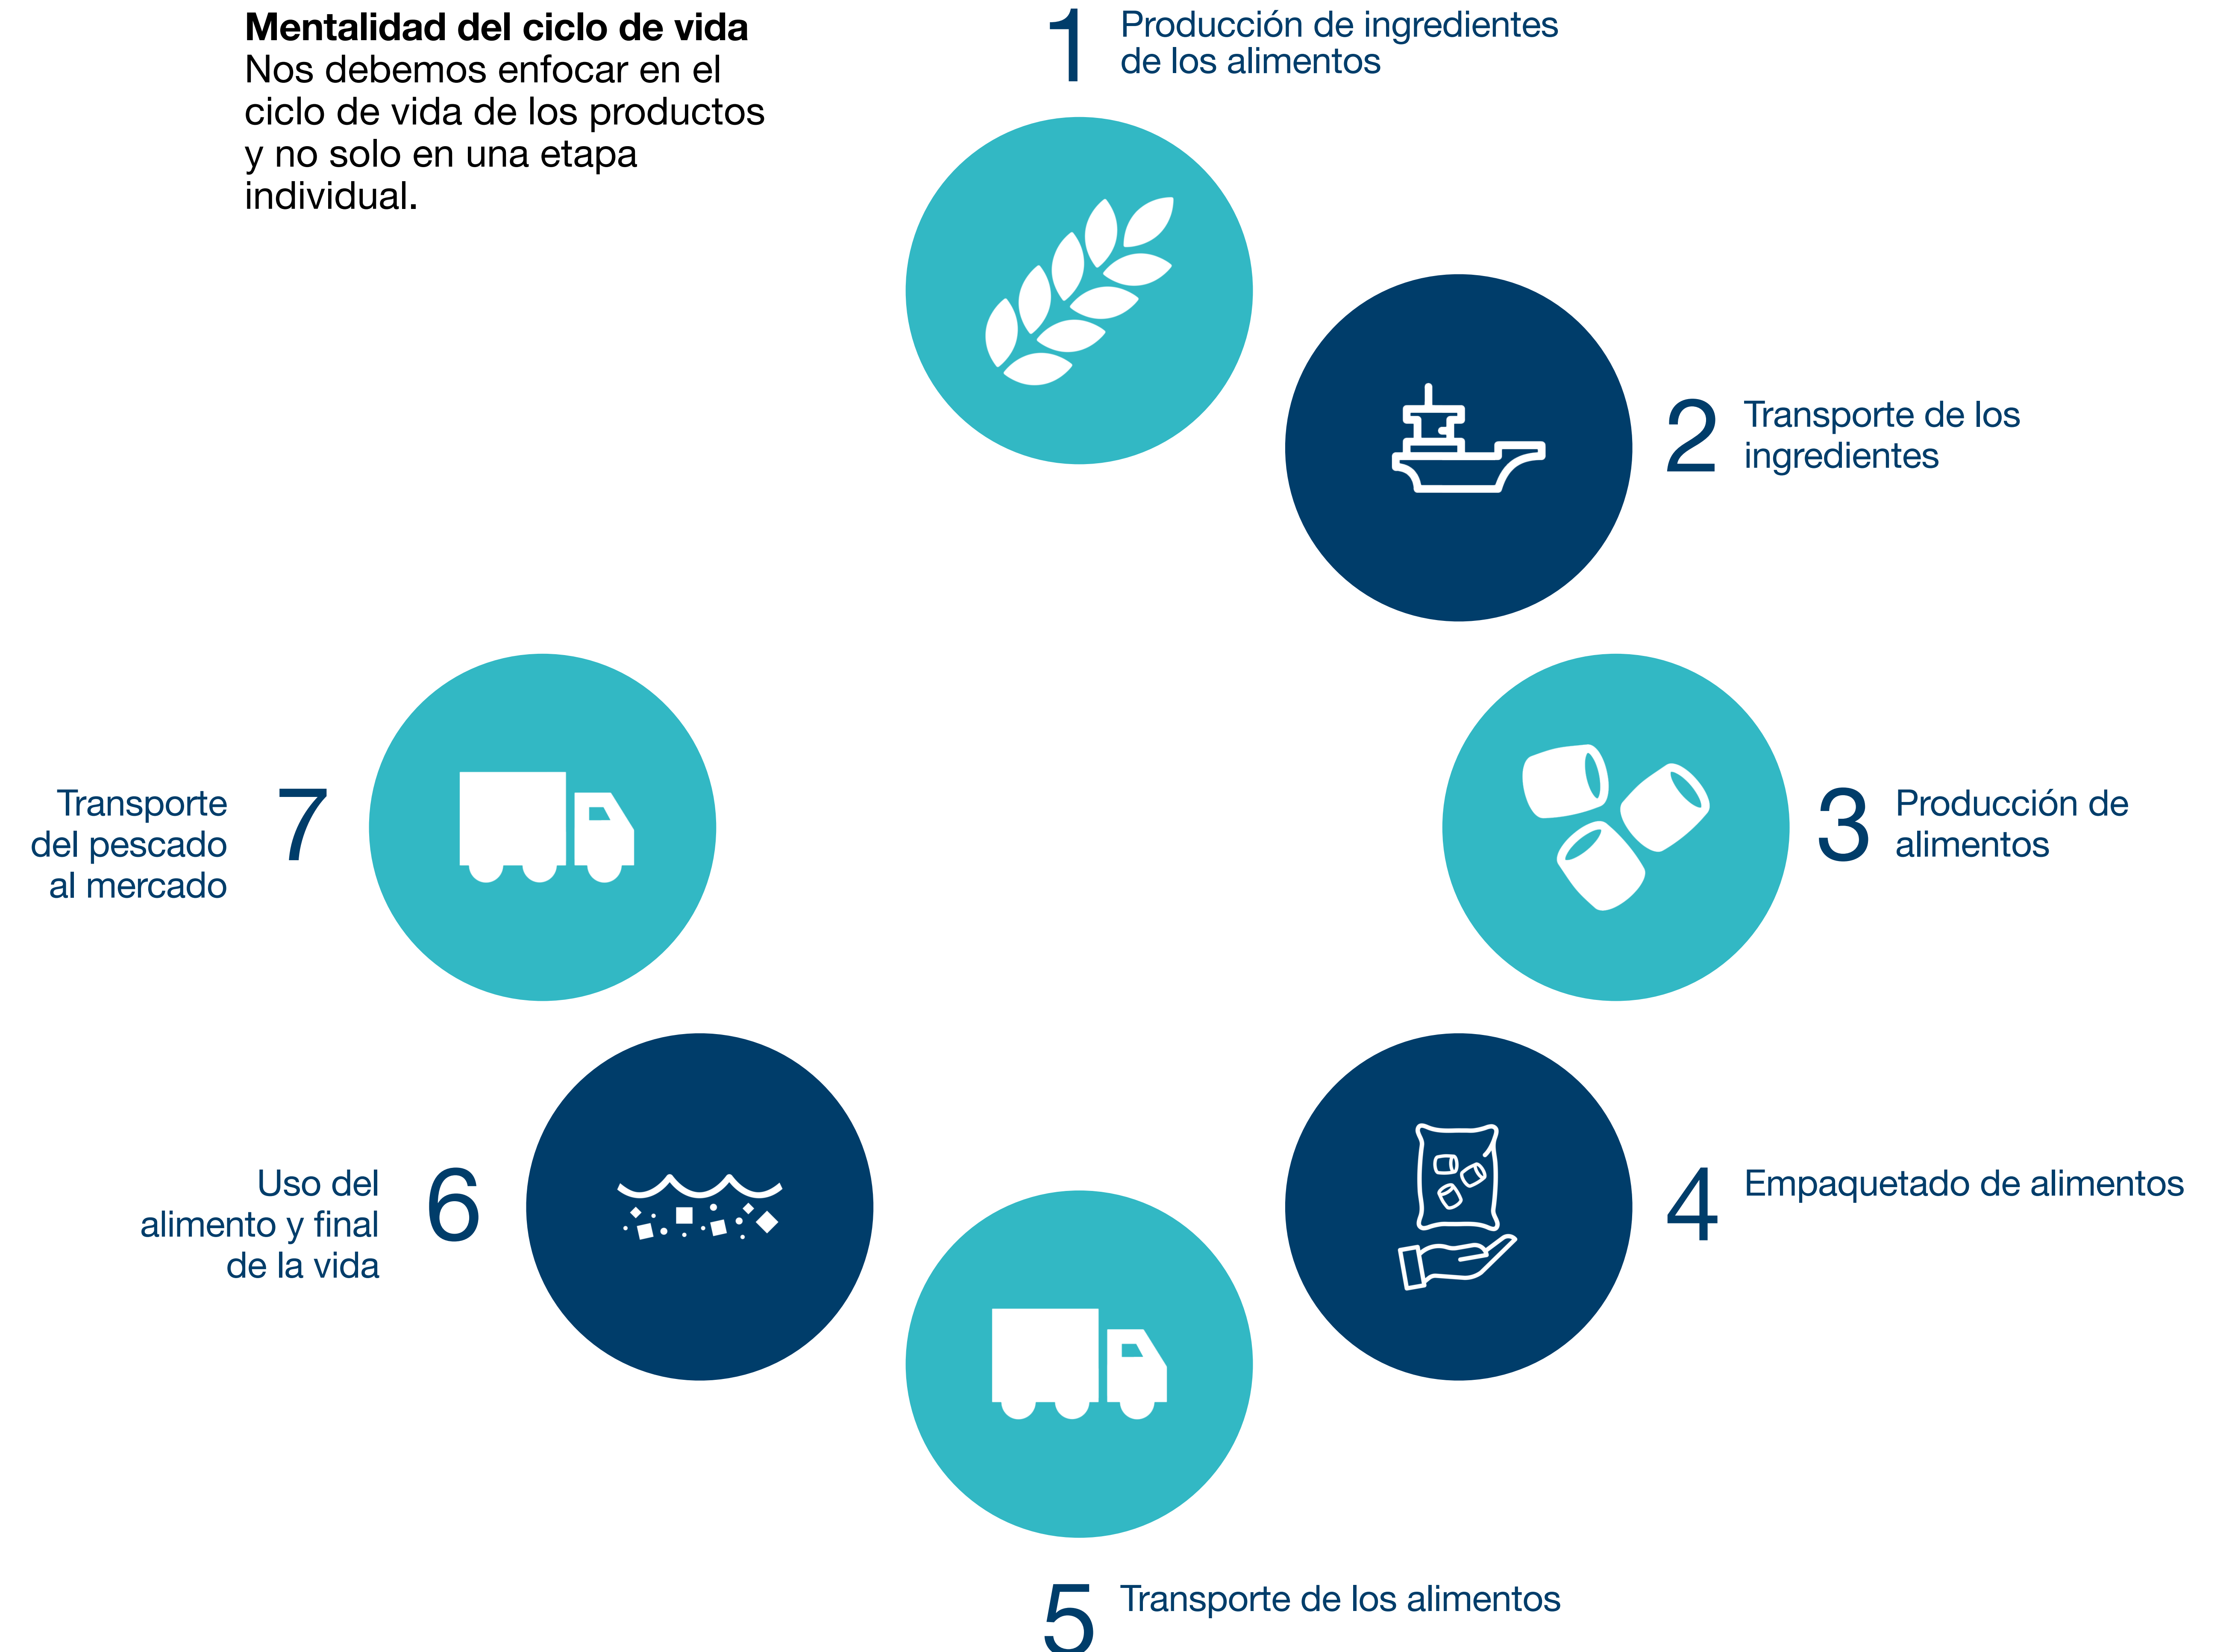 Mentalidad del ciclo de vida
Nos debemos enfocar en el
ciclo de vida de los productos
y no solo en una etapa
individual.
1
Producción de ingredientes
de los alimentos
2
Transporte de los
ingredientes
3
Producción de
alimentos
4
Empaquetado de alimentos
5
Transporte de los alimentos
6
Uso del
alimento y final
de la vida
7
Transporte
del pescado
al mercado